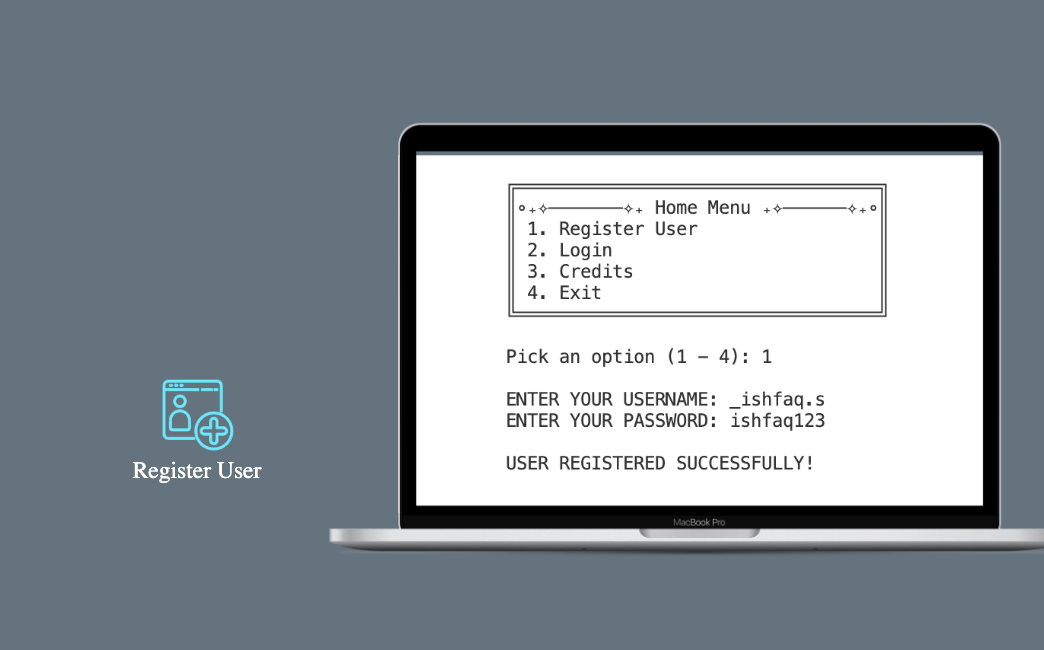 ∘₊✧────────✧₊ Home Menu ₊✧───────✧₊∘
1. Register User
2. Login
3. Credits
4. Exit
Pick an option (1 – 4): 1
ENTER YOUR USERNAME: _ishfaq.s
ENTER YOUR PASSWORD: ishfaq123
USER REGISTERED SUCCESSFULLY!
Register User
MacBook Pro